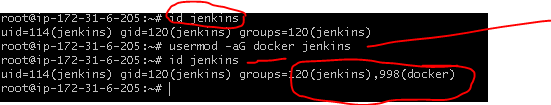 root@ip-172-31-6-205:~# id jenkins
uid=114(jenkins) gid=120(jenkins) groups=120(jenkins)
root@ip-172-31-6-205:~# usermod -aG docker jenkins
root@ip-172-31-6-205:~# id jenkins
uid=114(jenkins) gid=120(jenkins) groups=120(jenkins),998(docker)
root@ip-172-31-6-205:~#